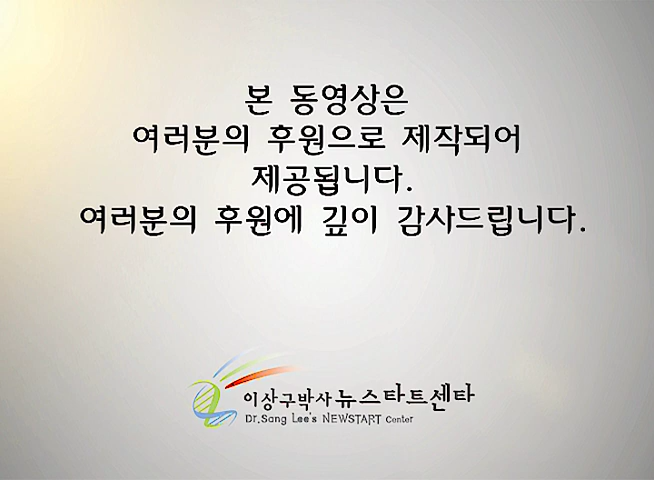 본 동영상은
여러분의 후원으로 제작되어
제공됩니다.
여러분의 후원에 깊이 감사드립니다.
이상구박사 뉴스타트센타
Dr.Sang Lee's NEWSTART Center